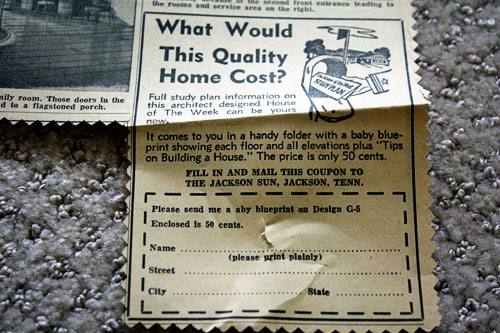 because of the second front entrance leading to
the rooms and service area on the right.
What Would
This Quality
Home Cost?
STUDY PLAN
Full study plan information on
this architect designed House
of The Week can be yours
now.
It comes to you in a handy folder with a baby blue-
print showing each floor and all elevations plus "Tips
on Building a House." The price is only 50 cents.
FILL IN AND MAIL THIS COUPON TO
THE JACKSON SUN, JACKSON, TENN.
Please send me a aby blueprint on Design G-5
Enclosed is 50 cents.
Name
(please print plainly)
Street
City State
family room. Those doors in the
d to a flagstoned porch.